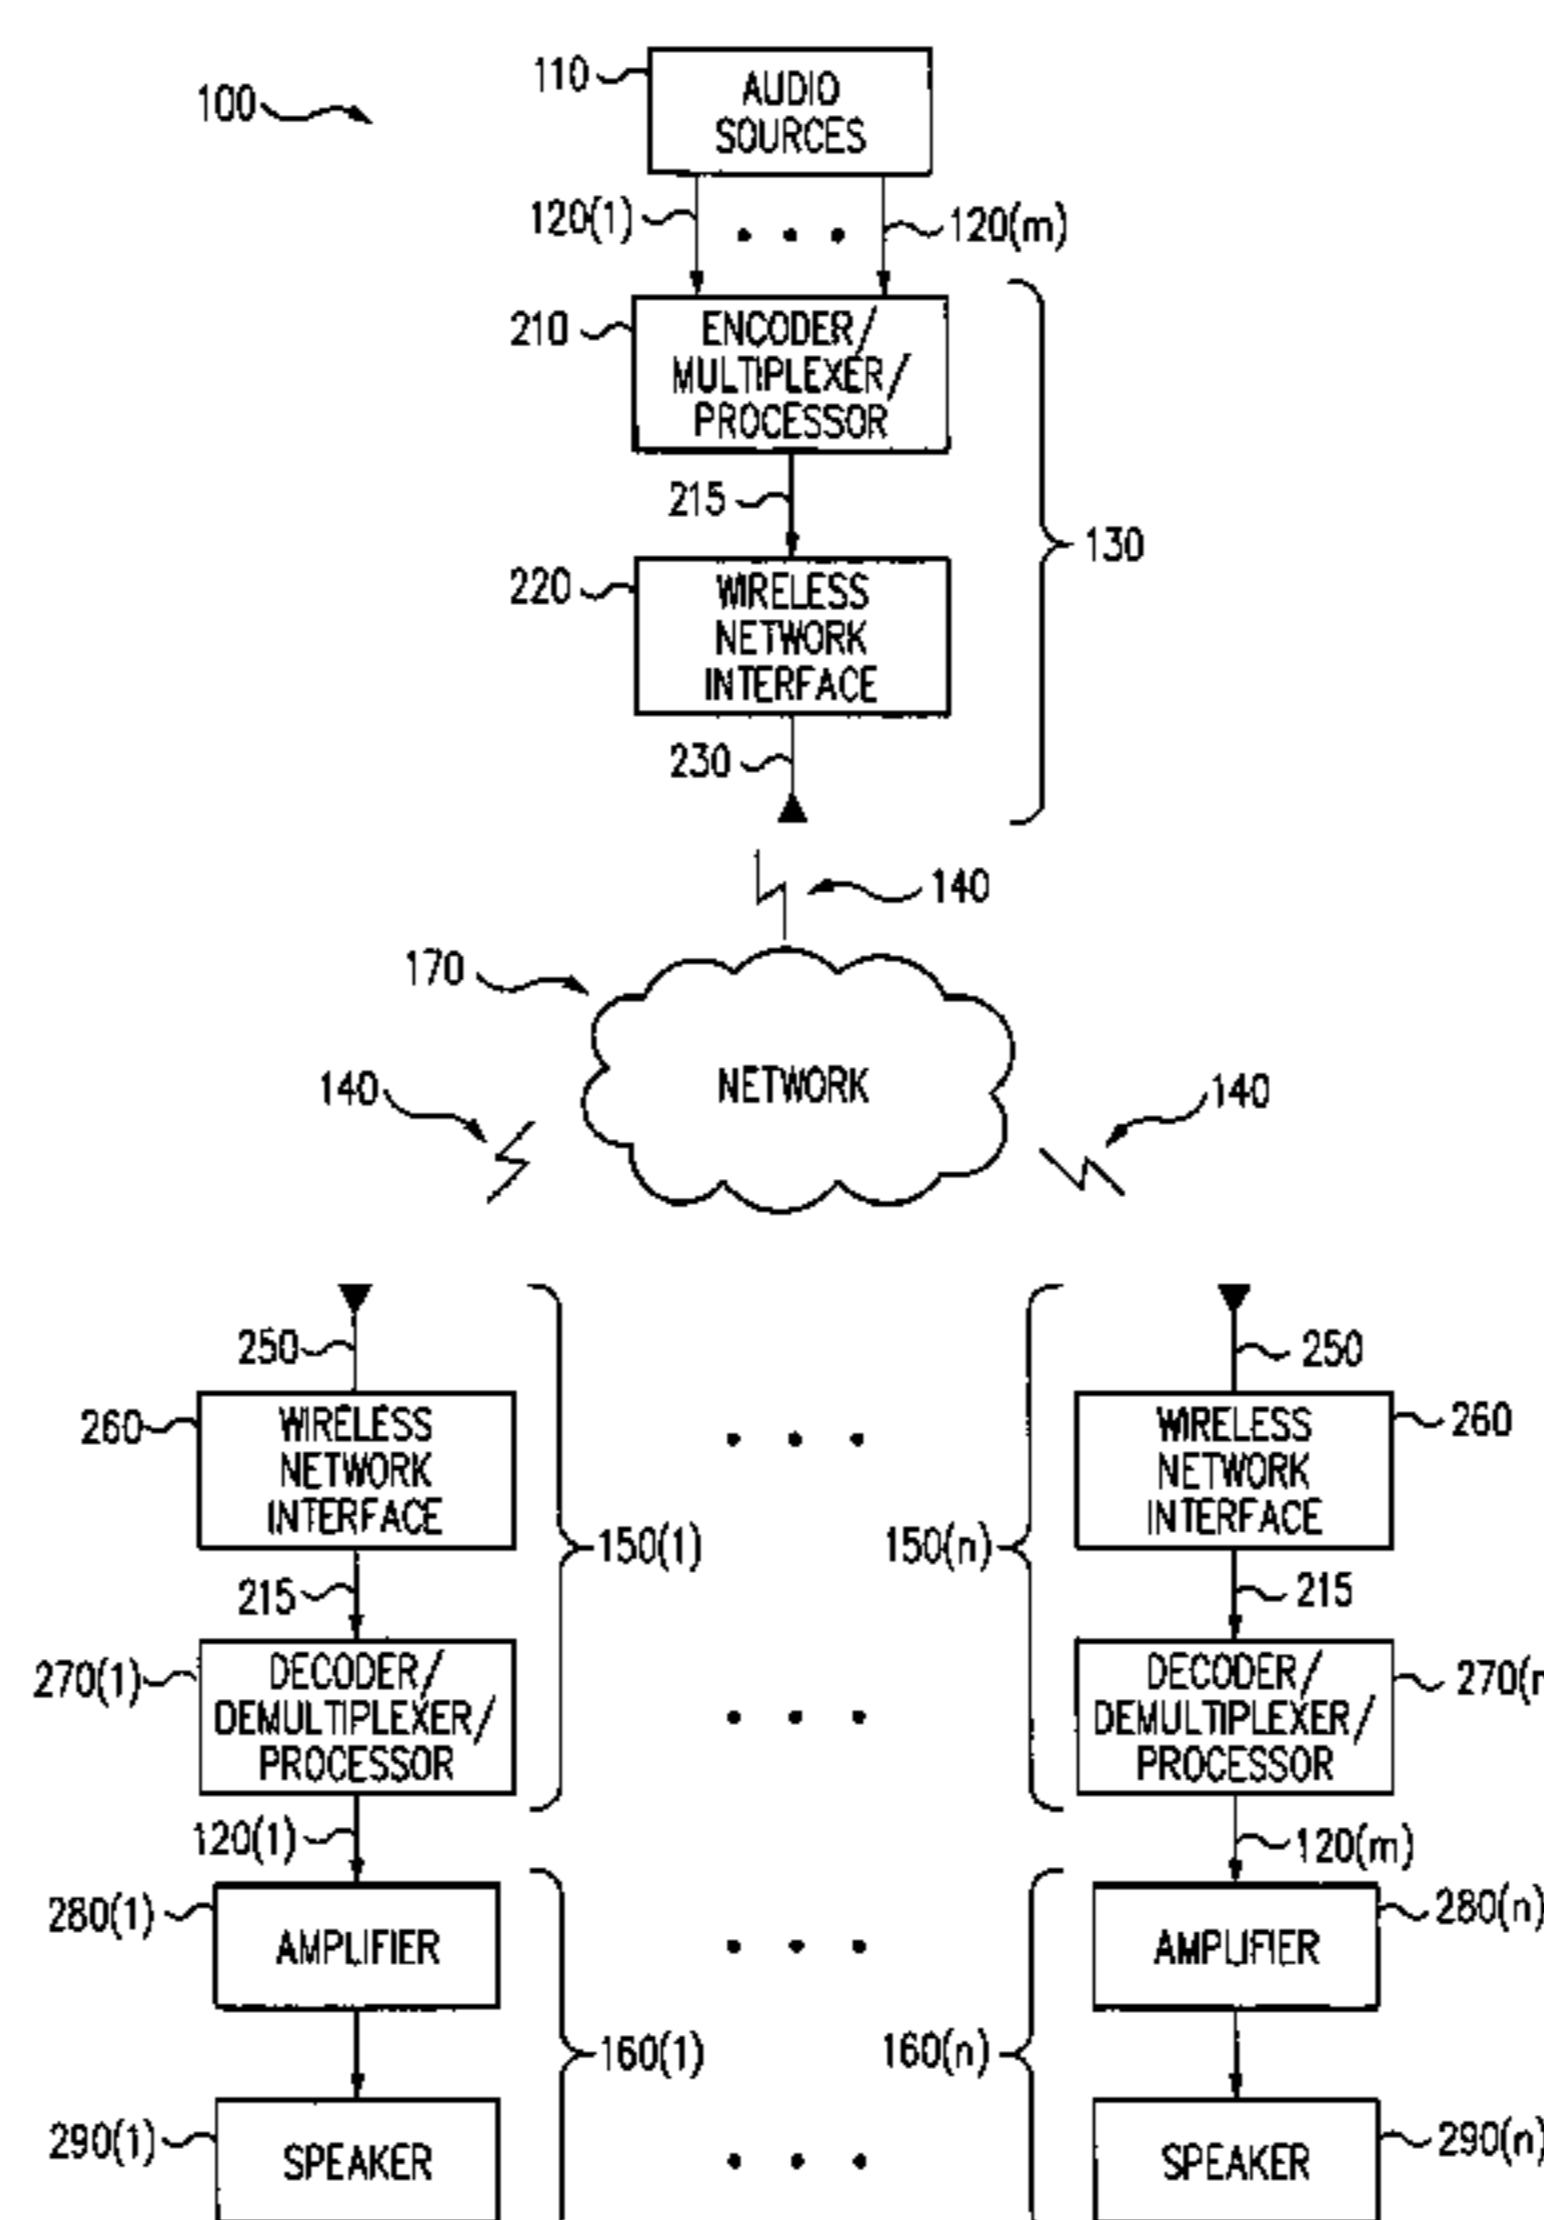 100
110
AUDIO
SOURCES
120(1)
120(m)
210
ENCODER/
MULTIPLEXER/
PROCESSOR
215
130
220
WIRELESS
NETWORK
INTERFACE
230
140
170
NETWORK
140
140
250
250
260
WIRELESS
NETWORK
INTERFACE
WIRELESS
NETWORK
INTERFACE
260
150(1)
150(n)
215
215
270(1)
DECODER/
DEMULTIPLEXER/
PROCESSOR
DECODER/
DEMULTIPLEXER/
PROCESSOR
270(
120(1)
120(m)
280(1)
AMPLIFIER
AMPLIFIER
280(n)
160(1)
160(n)
290(1)
SPEAKER
SPEAKER
290(n)